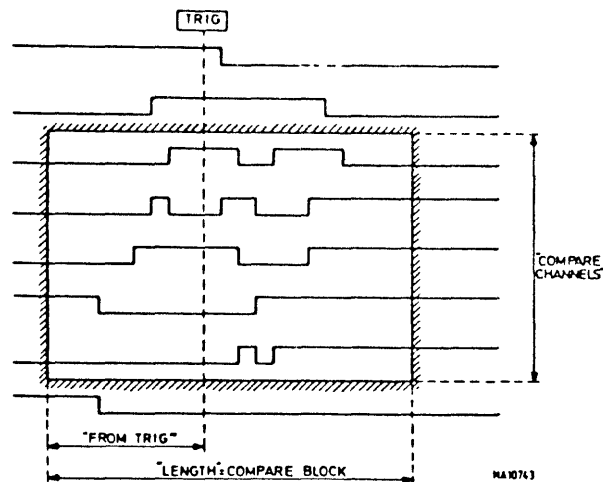 TRIG
"COMPARE
CHANNELS"
"FROM TRIG"
"LENGTH"=COMPARE BLOCK
MA10743